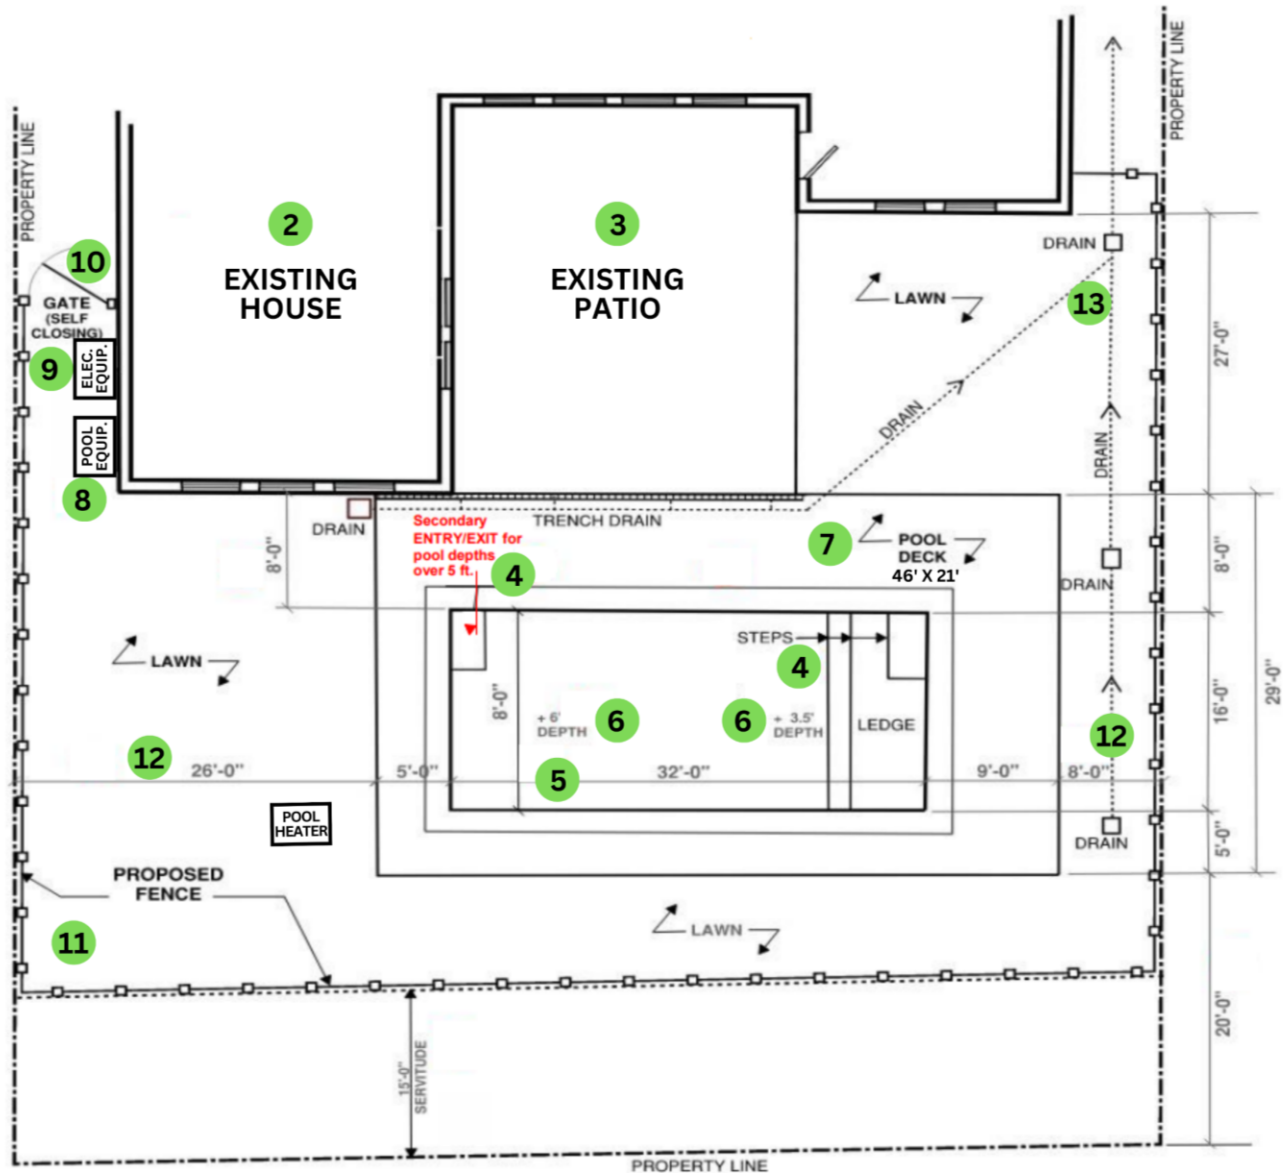 PROPERTY LINE
PROPERTY LINE
2
EXISTING
HOUSE
3
EXISTING
PATIO
10
GATE
(SELF
CLOSING)
9
ELEC.
EQUIP.
POOL
EQUIP.
8
DRAIN
LAWN
13
27'-0"
DRAIN
DRAIN
DRAIN
TRENCH DRAIN
Secondary
ENTRY/EXIT for
pool depths
over 5 ft.
4
7
POOL
DECK
46' X 21'
8'-0"
8'-0"
DRAIN
29'-0"
LAWN
STEPS
4
8'-0"
+ 6'
DEPTH
6
6
+ 3.5'
DEPTH
LEDGE
16'-0"
12
12
26'-0"
5'-0"
5
32'-0"
9'-0"
8'-0"
POOL
HEATER
DRAIN
5'-0"
PROPOSED
FENCE
11
LAWN
20'-0"
15'-0"
SERVITUDE
PROPERTY LINE